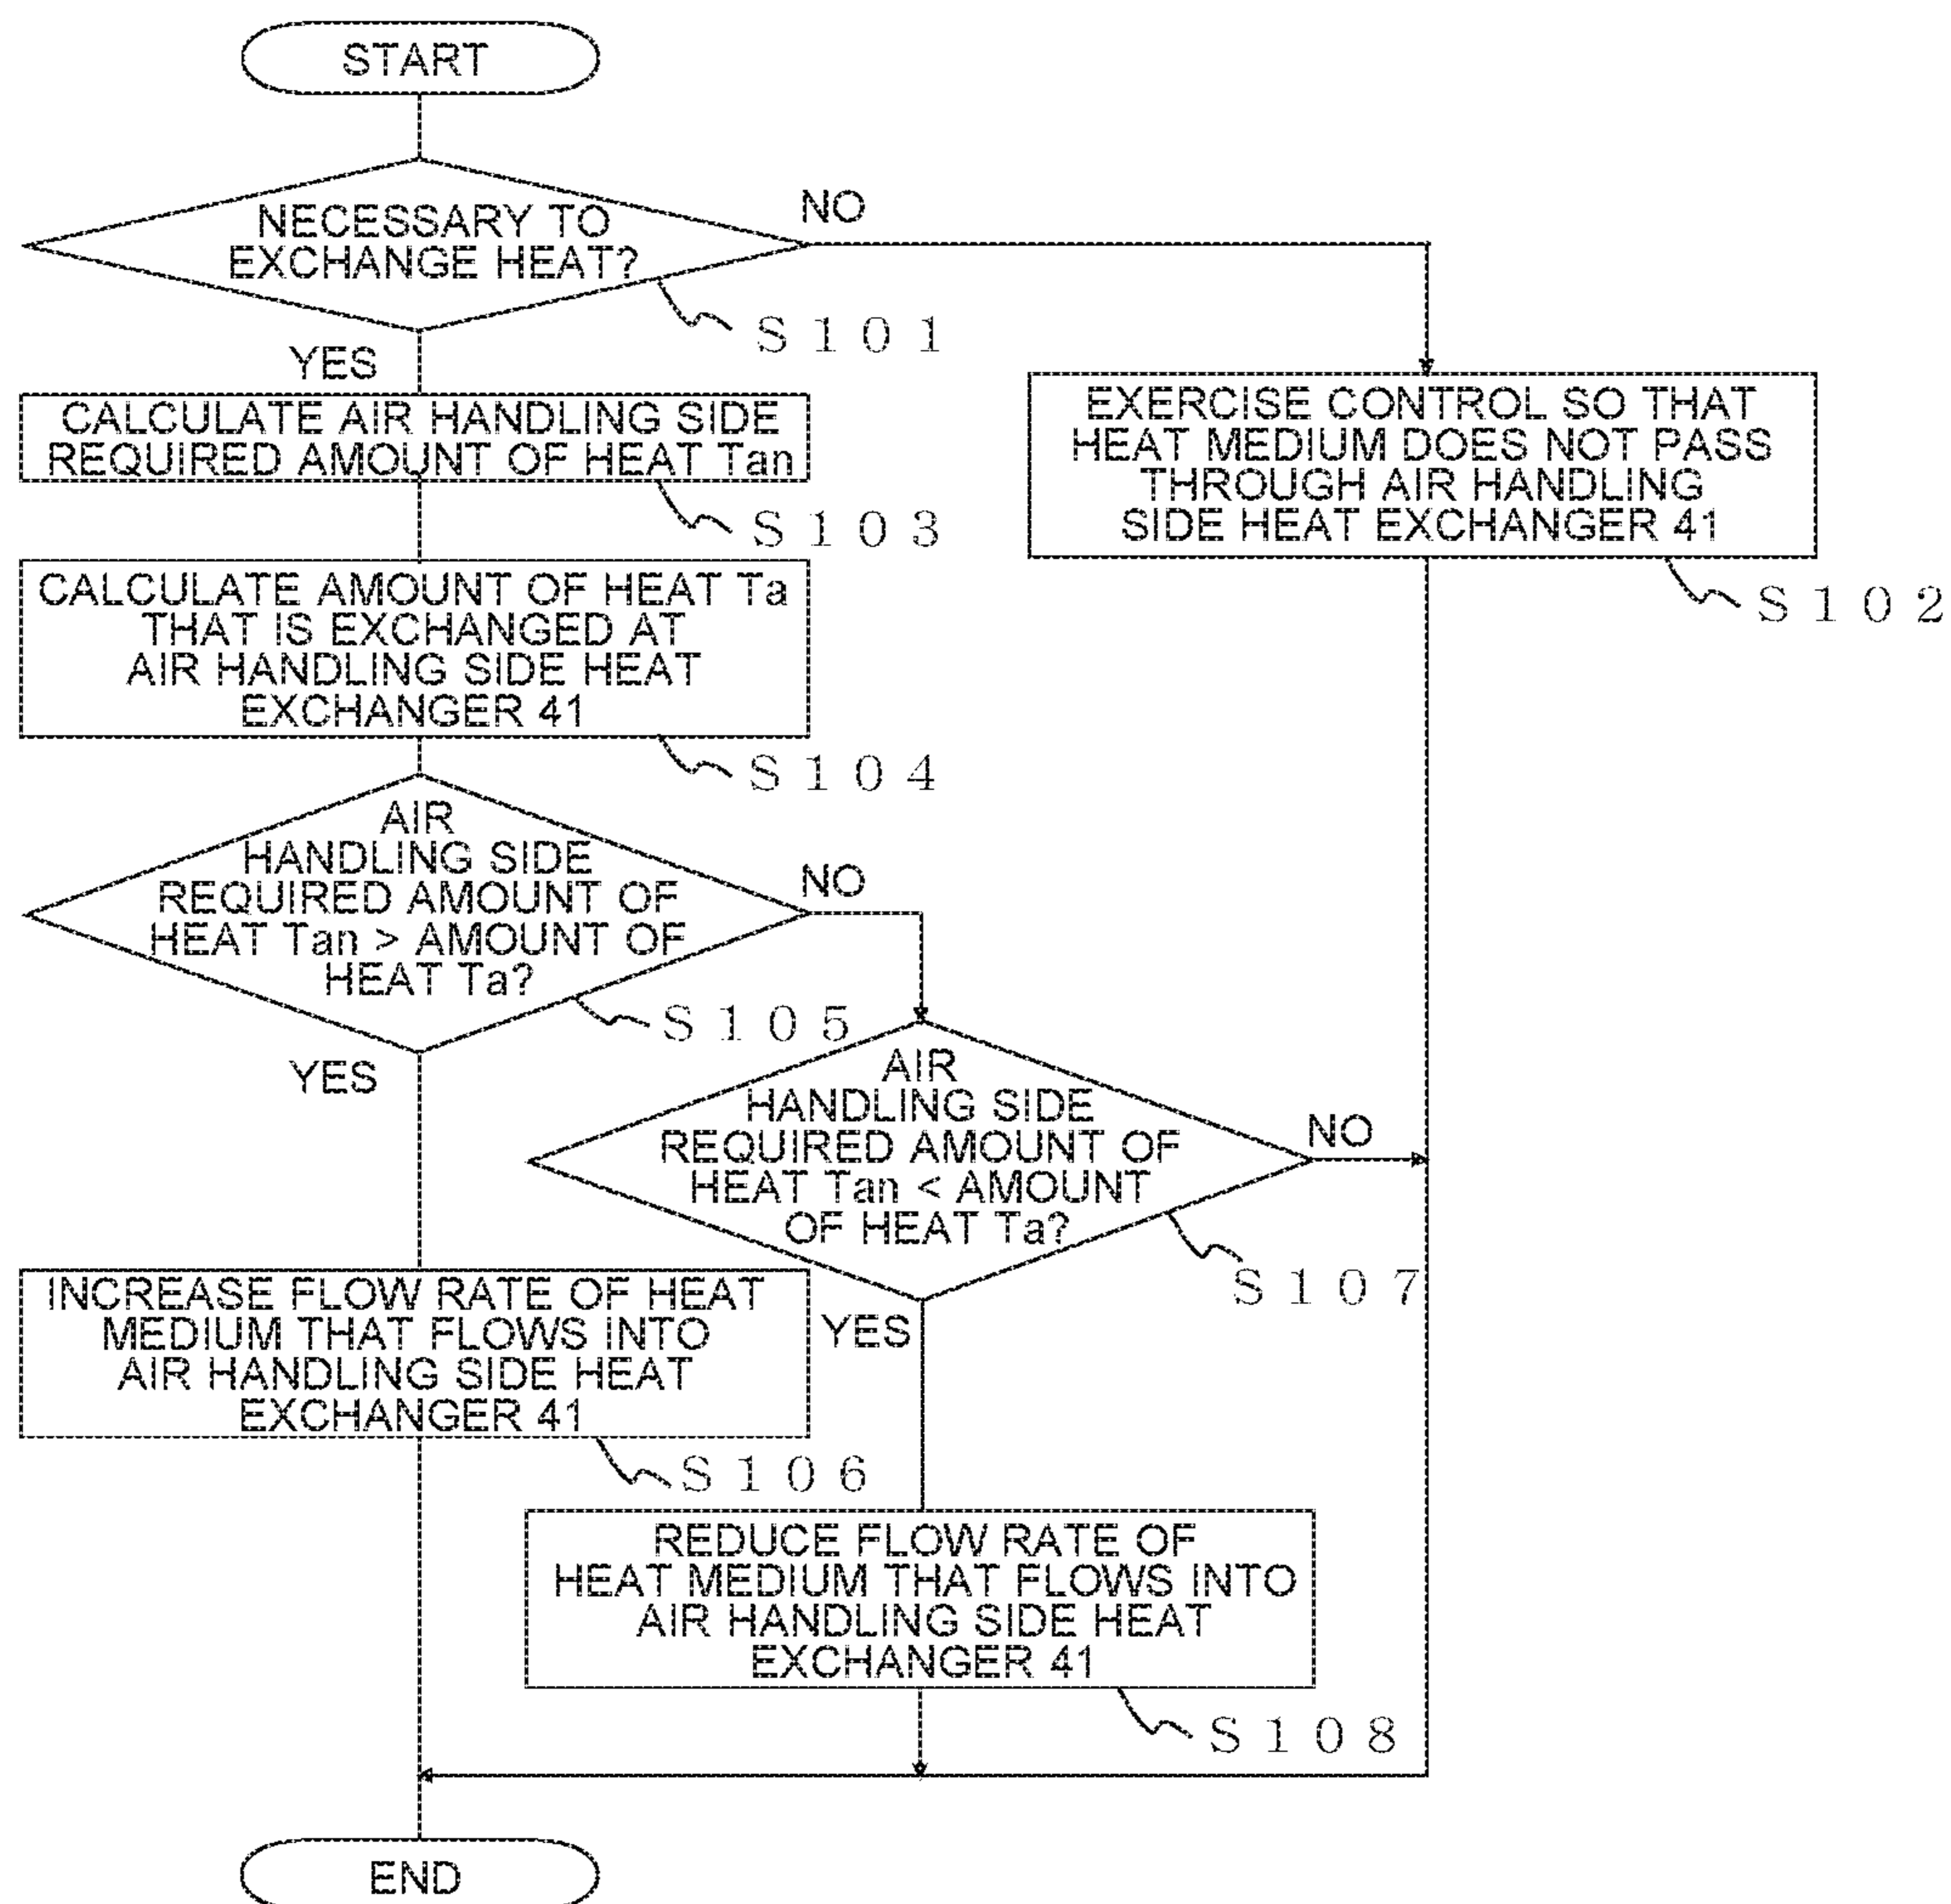 START
NECESSARY TO
EXCHANGE HEAT?
NO
S101
YES
CALCULATE AIR HANDLING SIDE
REQUIRED AMOUNT OF HEAT Tan
S103
EXERCISE CONTROL SO THAT
HEAT MEDIUM DOES NOT PASS
THROUGH AIR HANDLING
SIDE HEAT EXCHANGER 41
S102
CALCULATE AMOUNT OF HEAT Ta
THAT IS EXCHANGED AT
AIR HANDLING SIDE HEAT
EXCHANGER 41
S104
AIR
HANDLING SIDE
REQUIRED AMOUNT OF
HEAT Tan > AMOUNT OF
HEAT Ta?
NO
S105
YES
AIR
HANDLING SIDE
REQUIRED AMOUNT OF
HEAT Tan < AMOUNT
OF HEAT Ta?
NO
S107
YES
INCREASE FLOW RATE OF HEAT
MEDIUM THAT FLOWS INTO
AIR HANDLING SIDE HEAT
EXCHANGER 41
S106
REDUCE FLOW RATE OF
HEAT MEDIUM THAT FLOWS INTO
AIR HANDLING SIDE HEAT
EXCHANGER 41
S108
END